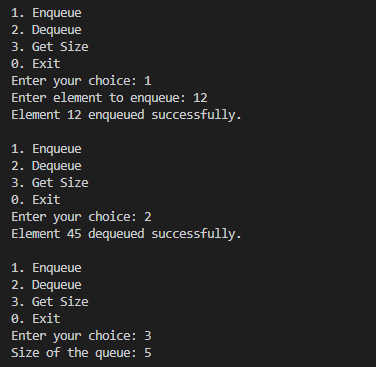 1. Enqueue
2. Dequeue
3. Get Size
0. Exit
Enter your choice: 1
Enter element to enqueue: 12
Element 12 enqueued successfully.

1. Enqueue
2. Dequeue
3. Get Size
0. Exit
Enter your choice: 2
Element 45 dequeued successfully.

1. Enqueue
2. Dequeue
3. Get Size
0. Exit
Enter your choice: 3
Size of the queue: 5